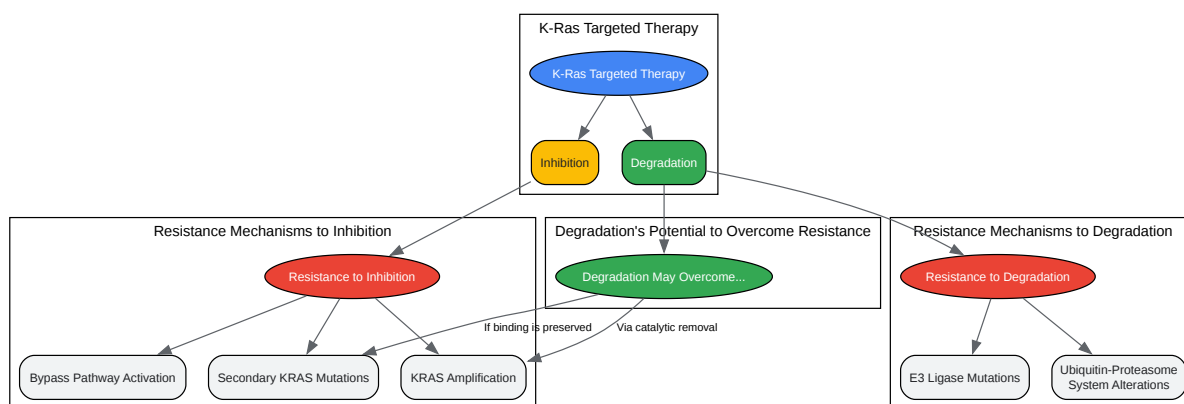 K-Ras Targeted Therapy
K-Ras Targeted Therapy
Inhibition
Degradation
Resistance Mechanisms to Inhibition
Degradation's Potential to Overcome Resistance
Resistance Mechanisms to Degradation
Resistance to Inhibition
Degradation May Overcome...
Resistance to Degradation
If binding is preserved
Via catalytic removal
Bypass Pathway Activation
Secondary KRAS Mutations
KRAS Amplification
E3 Ligase Mutations
Ubiquitin-Proteasome
System Alterations